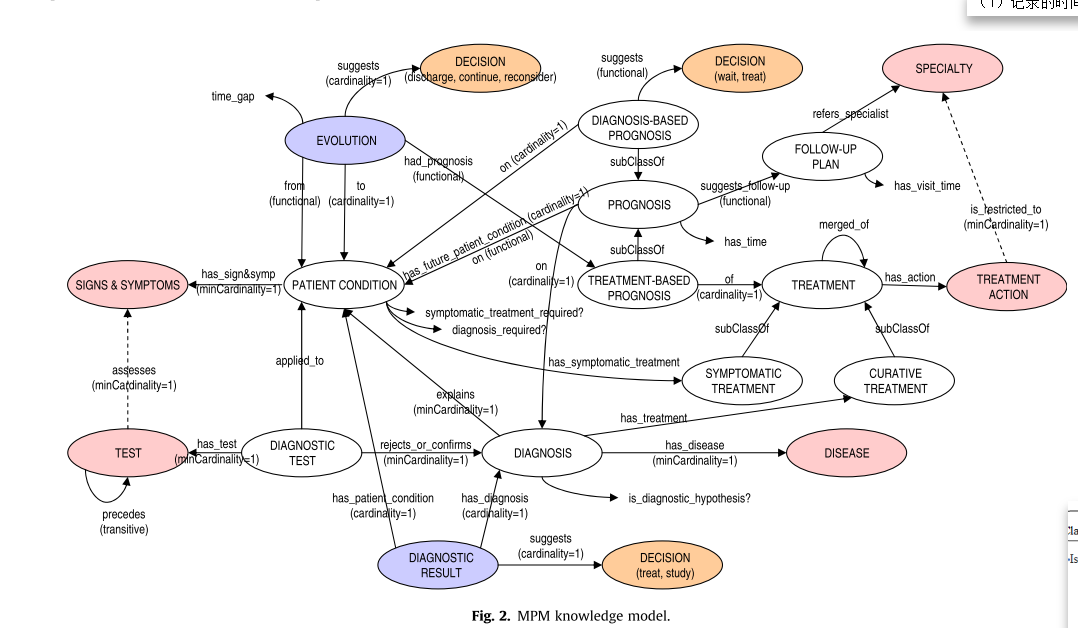 （1）记录的时间
suggests
(cardinality=1)
DECISION
(discharge, continue, reconsider)
suggests
(functional)
DECISION
(wait, treat)
SPECIALTY
time_gap
EVOLUTION
DIAGNOSIS-BASED
PROGNOSIS
refers_specialist
FOLLOW-UP
PLAN
on (cardinality=1)
had_prognosis
(functional)
subClassOf
from
(functional)
to
(cardinality=1)
suggests_follow-up
(functional)
has_visit_time
PROGNOSIS
has_future_patient_condition (cardinality=1)
on (functional)
is_restricted_to
(minCardinality=1)
merged_of
has_time
subClassOf
on
(cardinality=1)
has_sign&symp
(minCardinality=1)
SIGNS & SYMPTOMS
PATIENT CONDITION
TREATMENT-BASED
PROGNOSIS
of
(cardinality=1)
TREATMENT
has_action
TREATMENT
ACTION
symptomatic_treatment_required?
diagnosis_required?
subClassOf
subClassOf
applied_to
has_symptomatic_treatment
assesses
(minCardinality=1)
SYMPTOMATIC
TREATMENT
CURATIVE
TREATMENT
explains
(minCardinality=1)
has_treatment
TEST
has_test
(minCardinality=1)
DIAGNOSTIC
TEST
rejects_or_confirms
(minCardinality=1)
DIAGNOSIS
has_disease
(minCardinality=1)
DISEASE
has_patient_condition
(cardinality=1)
has_diagnosis
(cardinality=1)
is_diagnostic_hypothesis?
precedes
(transitive)
DIAGNOSTIC
RESULT
suggests
(cardinality=1)
DECISION
(treat, study)
Fig. 2. MPM knowledge model.